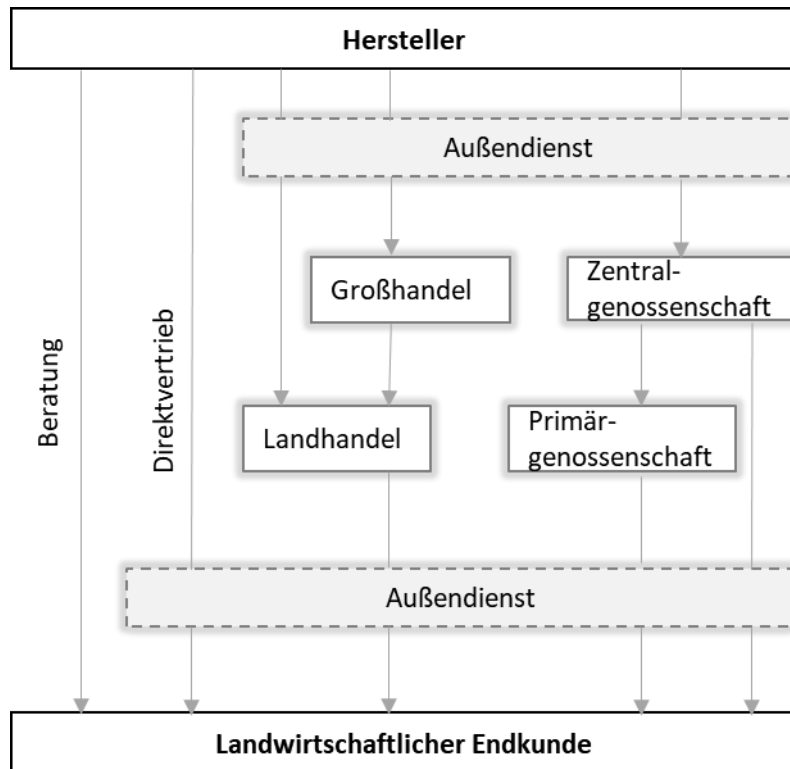 Hersteller
Außendienst
Großhandel
Zentral-
genossenschaft
Beratung
Direktvertrieb
Landhandel
Primär-
genossenschaft
Außendienst
Landwirtschaftlicher Endkunde